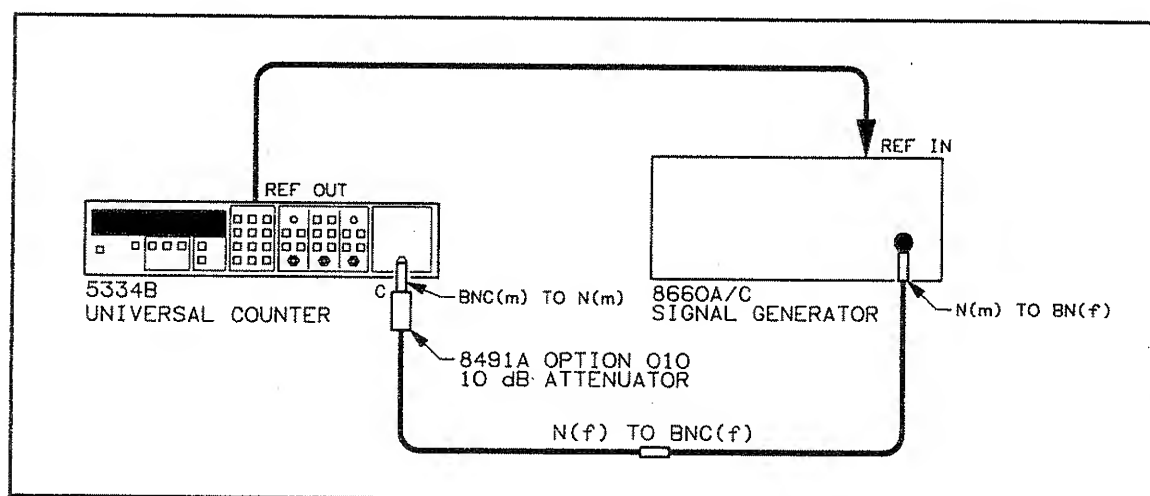 REF IN
REF OUT
5334B
UNIVERSAL COUNTER
C
BNC(m) TO N(m)
8660A/C
SIGNAL GENERATOR
N(m) TO BN(f)
8491A OPTION 010
10 dB ATTENUATOR
N(f) TO BNC(f)